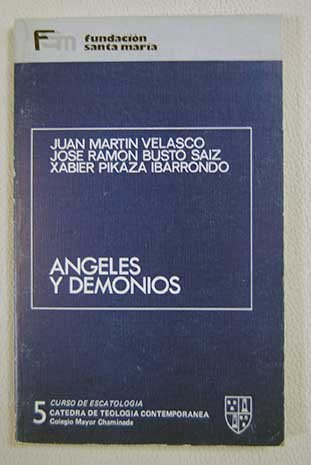 Fsm fundación
santa maría
JUAN MARTIN VELASCO
JOSE RAMON BUSTO SAIZ
XABIER PIKAZA IBARRONDO
ANGELES
Y DEMONIOS
5 CURSO DE ESCATOLOGIA
CATEDRA DE TEOLOGIA CONTEMPORANEA
Colegio Mayor Chaminade